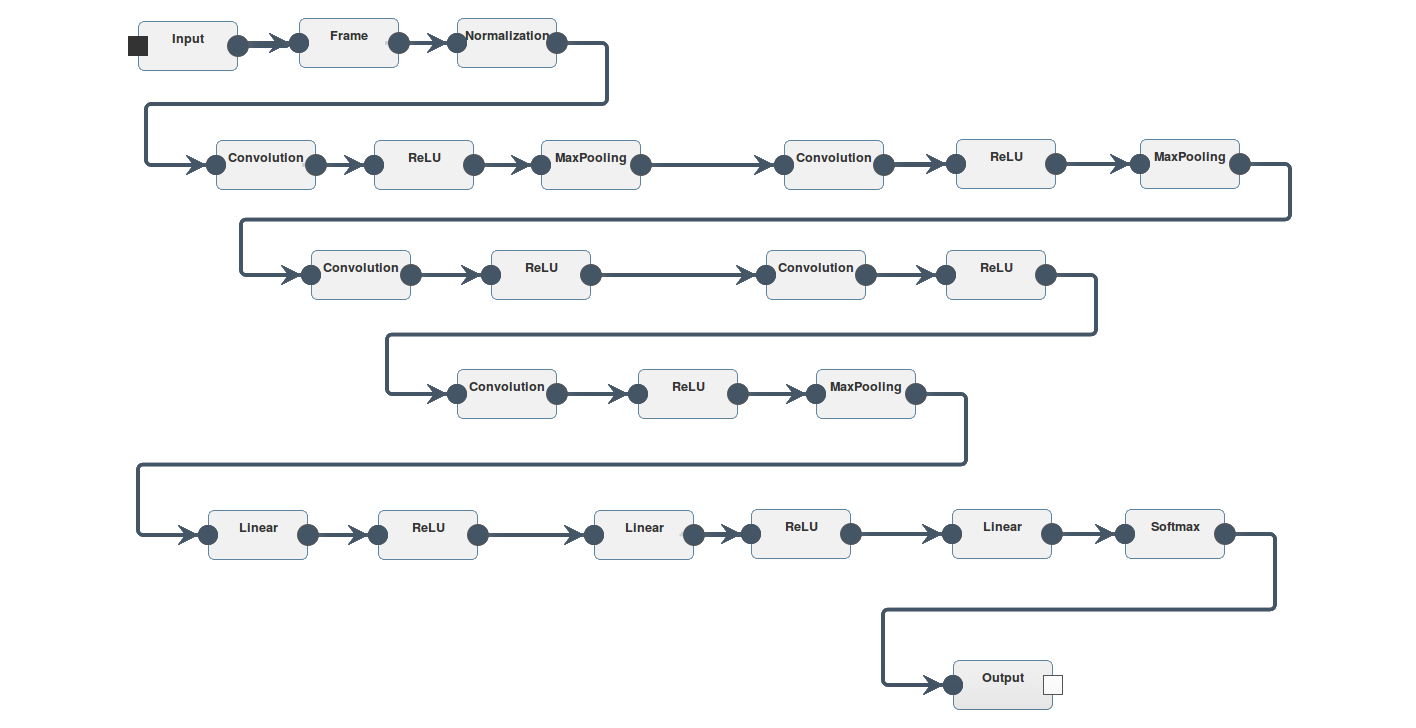 Input
Frame
Normalization
Convolution
ReLU
MaxPooling
Convolution
ReLU
MaxPooling
Convolution
ReLU
Convolution
ReLU
Convolution
ReLU
MaxPooling
Linear
ReLU
Linear
ReLU
Linear
Softmax
Output